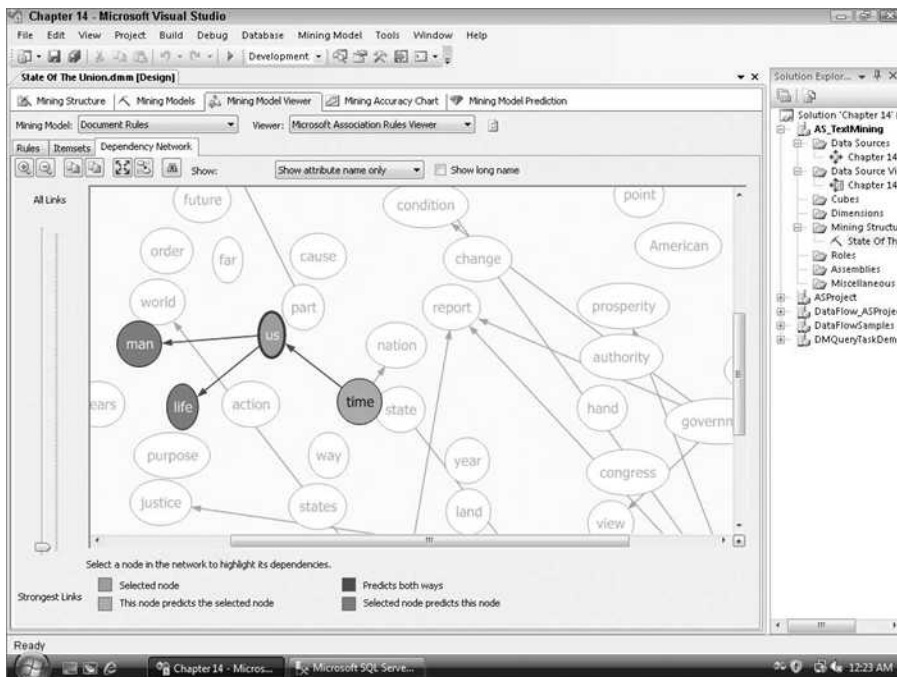 Chapter 14 - Microsoft Visual Studio
File Edit View Project Build Debug Database Mining Model Tools Window Help
Development
State Of The Union.dmm [Design]
Solution Explor...
Mining Structure Mining Models Mining Model Viewer Mining Accuracy Chart Mining Model Prediction
Mining Model: Document Rules Viewer: Microsoft Association Rules Viewer
Rules Itemsets Dependency Network
Show: Show attribute name only Show long name
All Links
future
condition
point
order
far
cause
change
American
world
part
report
prosperity
man
us
nation
authority
ears
life
action
time
state
hand
governm
purpose
way
year
congress
justice
states
land
view
Select a node in the network to highlight its dependencies.
Strongest Links
Selected node
Predicts both ways
This node predicts the selected node
Selected node predicts this node
Solution 'Chapter 14'
AS_TextMining
Data Sources
Chapter 14
Data Source Vi
Chapter 14
Cubes
Dimensions
Mining Structu
State Of Th
Roles
Assemblies
Miscellaneous
ASProject
DataFlow_ASProjec
DataFlowSamples
DMQueryTaskDem
Ready
Chapter 14 - Micros...
Microsoft SQL Serve...
12:23 AM